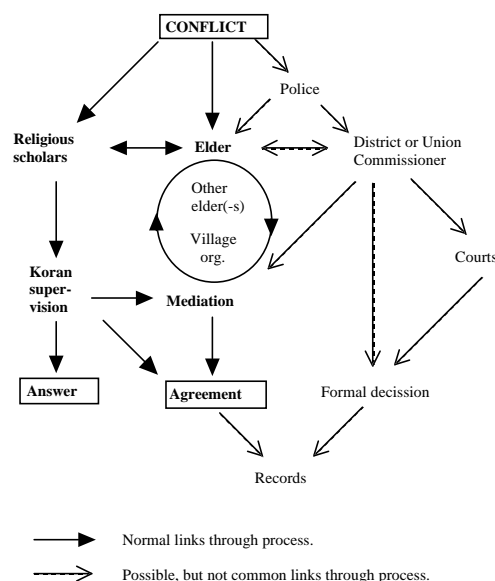 CONFLICT
Police
Religious
scholars
Elder
District or Union
Commissioner
Other
elder(-s)
Village
org.
Courts
Koran
super-
vision
Mediation
Answer
Agreement
Formal decission
Records
Normal links through process.
Possible, but not common links through process.